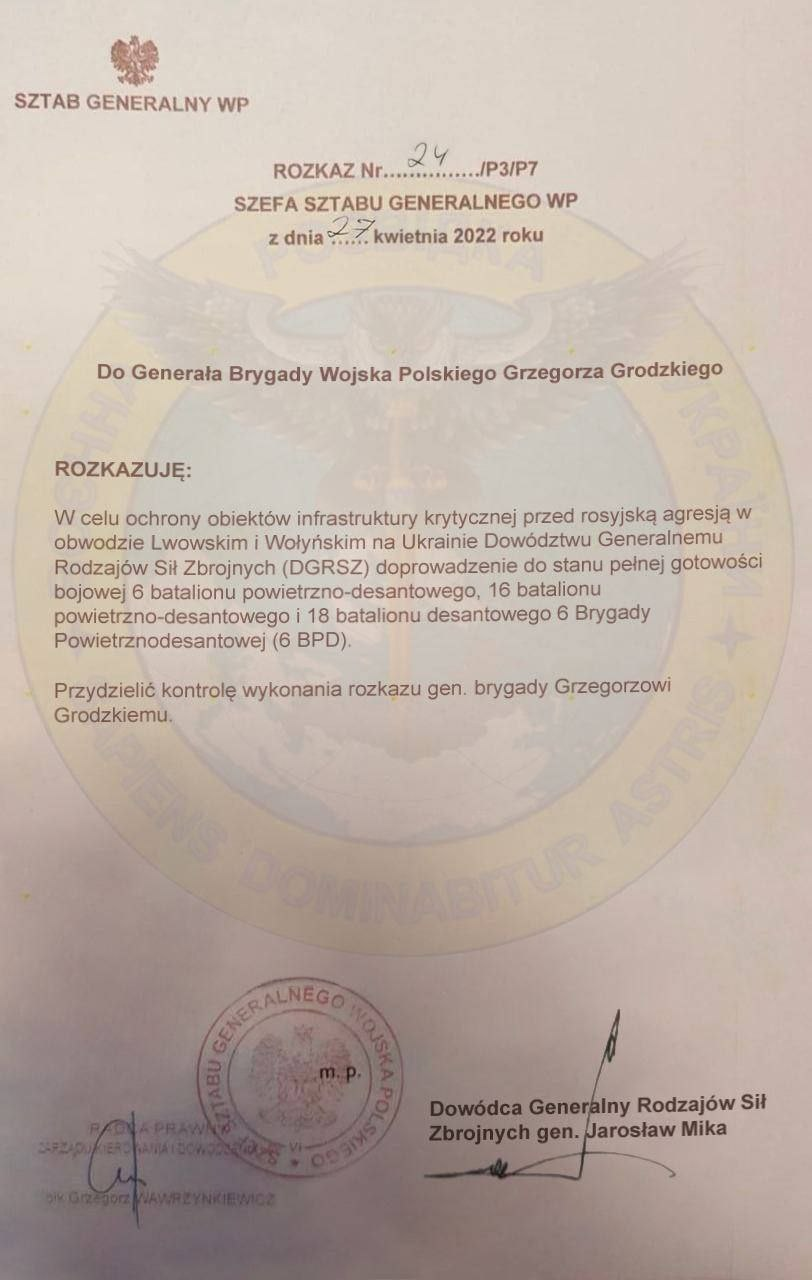 SZTAB GENERALNY WP
ROZKAZ Nr......24........./P3/P7
SZEFA SZTABU GENERALNEGO WP
z dnia 27 kwietnia 2022 roku
Do Generała Brygady Wojska Polskiego Grzegorza Grodzkiego
ROZKAZUJĘ:
W celu ochrony obiektów infrastruktury krytycznej przed rosyjską agresją w
obwodzie Lwowskim i Wołyńskim na Ukrainie Dowództwu Generalnemu
Rodzajów Sił Zbrojnych (DGRSZ) doprowadzenie do stanu pełnej gotowości
bojowej 6 batalionu powietrzno-desantowego, 16 batalionu
powietrzno-desantowego i 18 batalionu desantowego 6 Brygady
Powietrznodesantowej (6 BPD).
Przydzielić kontrolę wykonania rozkazu gen. brygady Grzegorzowi
Grodzkiemu.
SAPIENS DOMINABITUR ASTRIS
SZTABU GENERALNEGO WOJSKA POLSKIEGO
m. p.
Dowódca Generalny Rodzajów Sił
Zbrojnych gen. Jarosław Mika
RADCA PRAWNY
płk Grzegorz WAWRZYNKIEWICZ